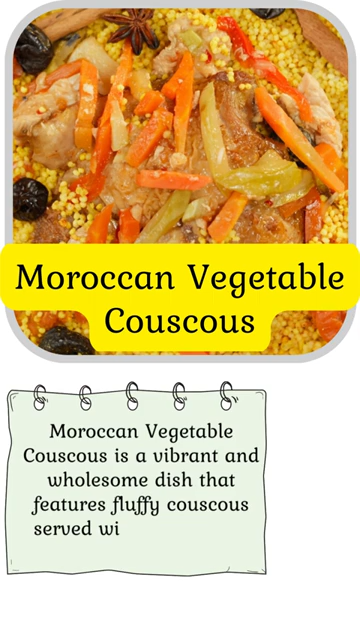 Moroccan Vegetable
Couscous
Moroccan Vegetable
Couscous is a vibrant and
wholesome dish that
features fluffy couscous
served wi